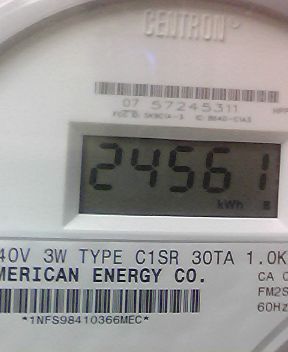 CENTRON
07 57245311
24561
kWh
40V 3W TYPE C1SR 30TA 1.0K
MERICAN ENERGY CO.
CA 0
FM2S
60Hz
*1NFS98410366MEC*